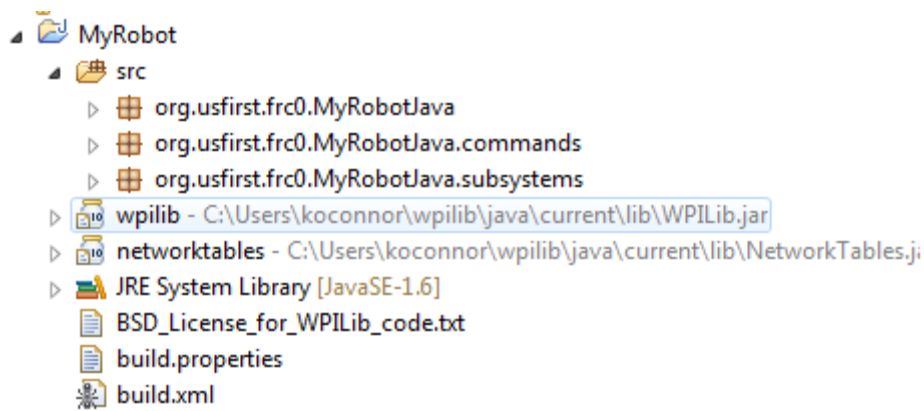 MyRobot
src
org.usfirst.frc0.MyRobotJava
org.usfirst.frc0.MyRobotJava.commands
org.usfirst.frc0.MyRobotJava.subsystems
wpilib - C:\Users\koconnor\wpilib\java\current\lib\WPILib.jar
networktables - C:\Users\koconnor\wpilib\java\current\lib\NetworkTables.j
JRE System Library [JavaSE-1.6]
BSD_License_for_WPILib_code.txt
build.properties
build.xml